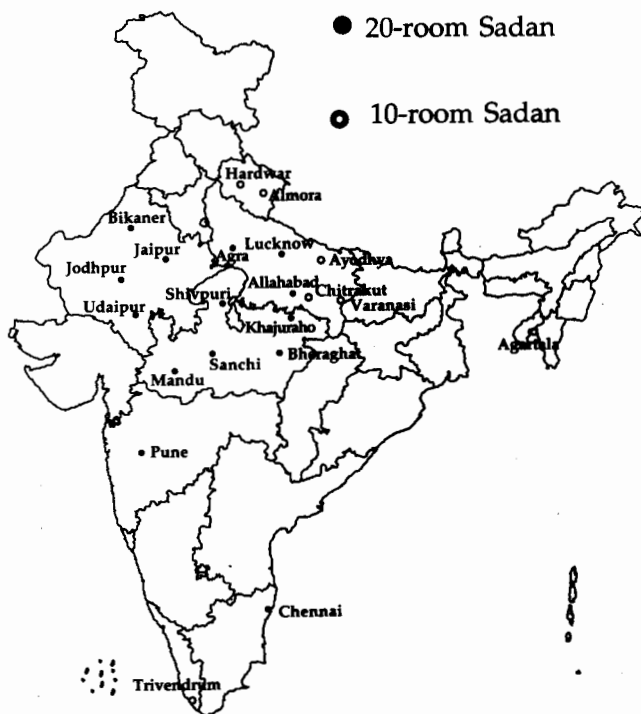 20-room Sadan
10-room Sadan
Hardwar
Almora
Bikaner
Jaipur
Agra
Lucknow
Ayodhya
Jodhpur
Allahabad
Chitrakut
Udaipur
Shivpuri
Varanasi
Khajuraho
Agartala
Sanchi
Bheraghat
Mandu
Pune
Chennai
Trivendrum